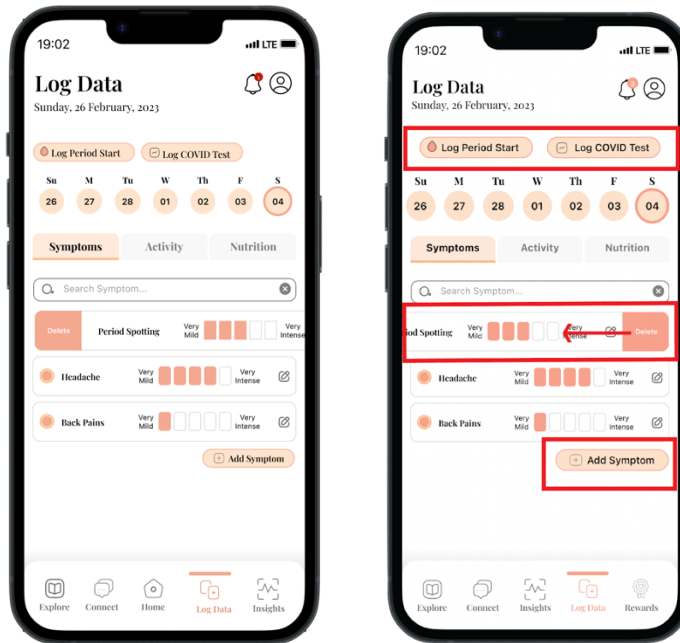 19:02
LTE
Log Data
Sunday, 26 February, 2023
Log Period Start
Log COVID Test
Su M Tu W Th F S
26 27 28 01 02 03 04
Symptoms Activity Nutrition
Search Symptom...
Delete Period Spotting Very Mild Very Intense
Headache Very Mild Very Intense
Back Pains Very Mild Very Intense
Add Symptom
Explore Connect Home Log Data Insights
19:02
LTE
Log Data
Sunday, 26 February, 2023
Log Period Start
Log COVID Test
Su M Tu W Th F S
26 27 28 01 02 03 04
Symptoms Activity Nutrition
Search Symptom...
iod Spotting Very Mild Very Intense Delete
Headache Very Mild Very Intense
Back Pains Very Mild Very Intense
Add Symptom
Explore Connect Insights Log Data Rewards